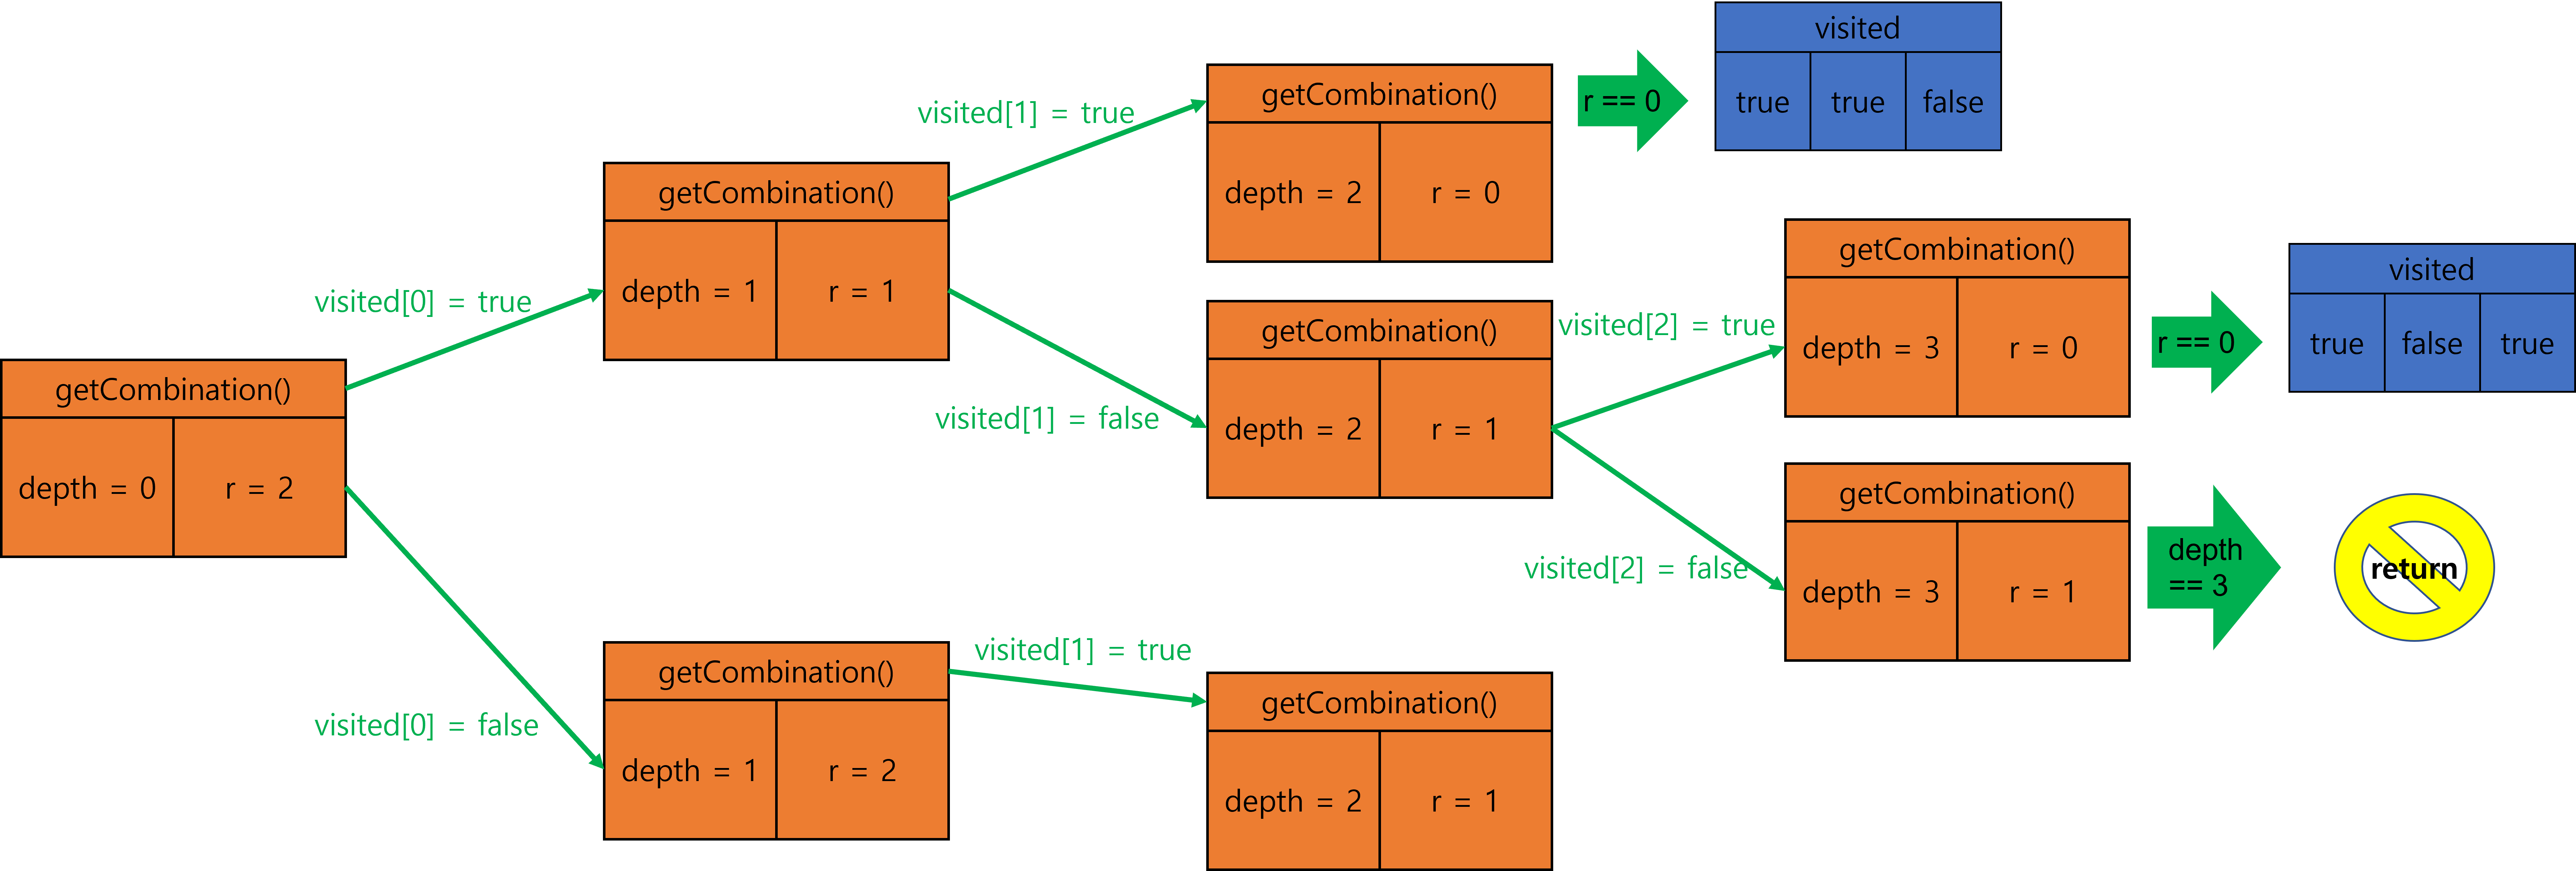 visited
true true false
getCombination()
depth = 2 r = 0
r == 0
visited[1] = true
getCombination()
depth = 1 r = 1
getCombination()
depth = 3 r = 0
r == 0
visited
true false true
visited[0] = true
getCombination()
depth = 2 r = 1
visited[2] = true
visited[1] = false
getCombination()
depth = 0 r = 2
getCombination()
depth = 3 r = 1
depth
== 3
return
visited[2] = false
visited[0] = false
getCombination()
depth = 1 r = 2
visited[1] = true
getCombination()
depth = 2 r = 1